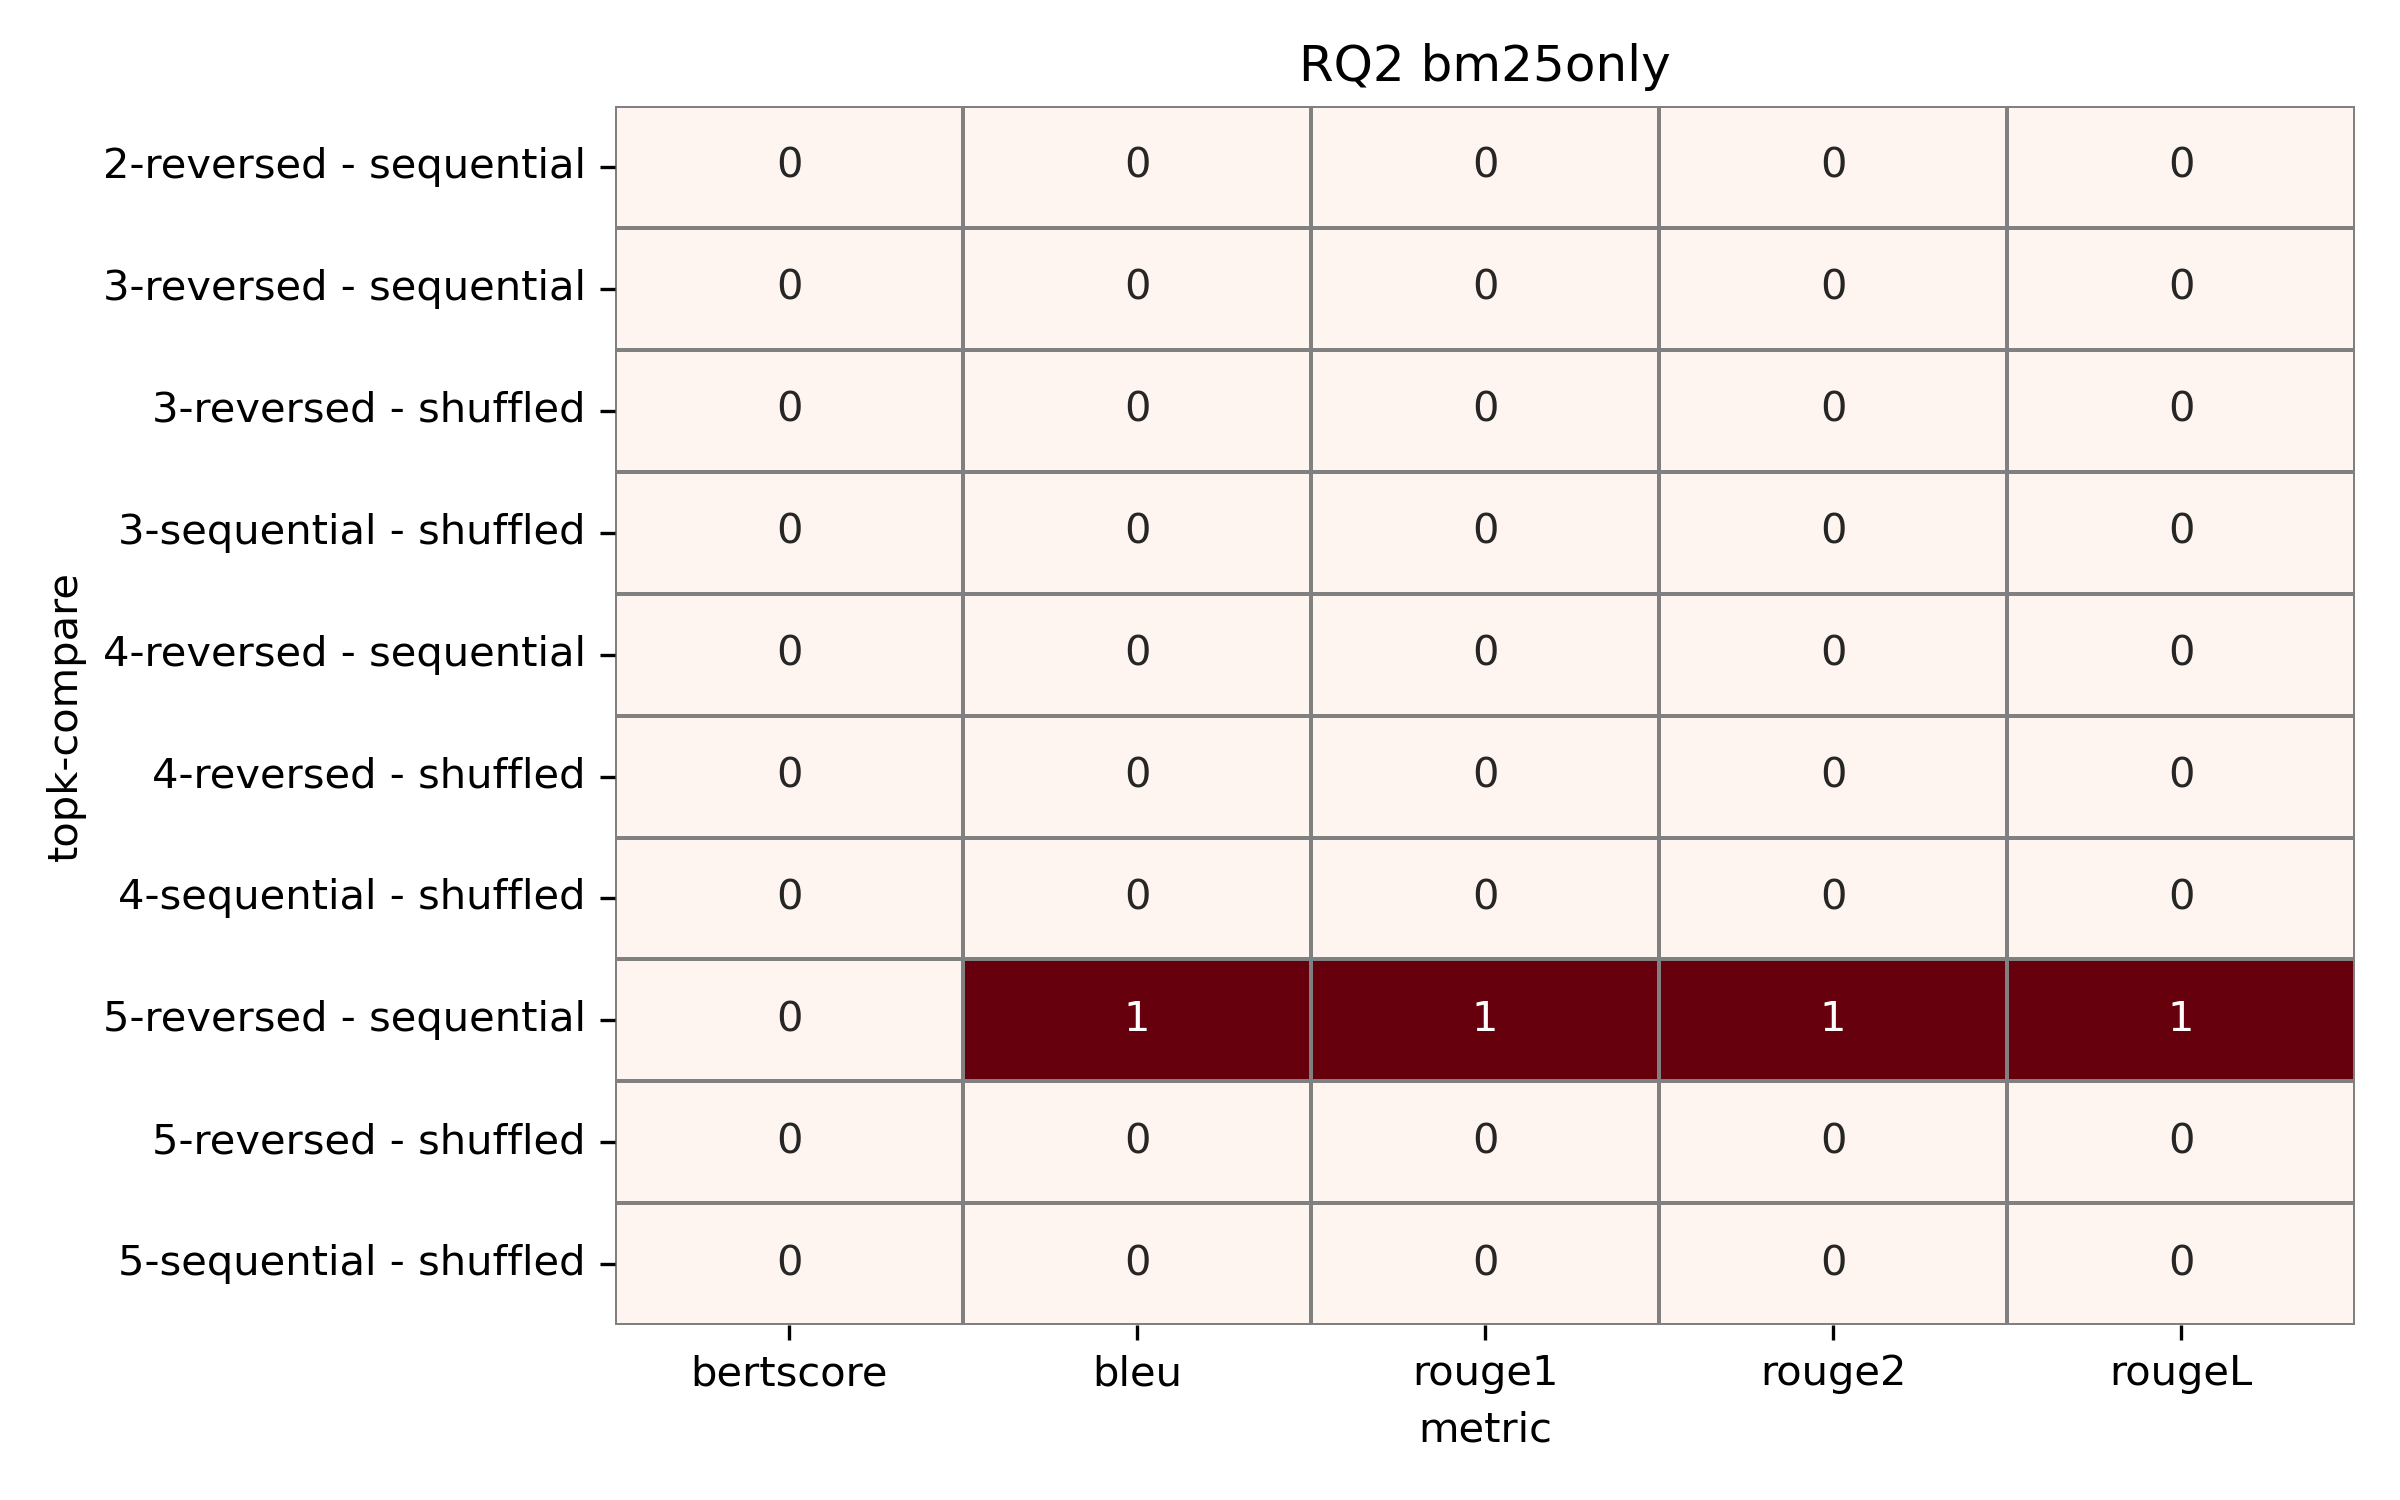 RQ2 bm25only
topk-compare
2-reversed - sequential 0 0 0 0 0
3-reversed - sequential 0 0 0 0 0
3-reversed - shuffled 0 0 0 0 0
3-sequential - shuffled 0 0 0 0 0
4-reversed - sequential 0 0 0 0 0
4-reversed - shuffled 0 0 0 0 0
4-sequential - shuffled 0 0 0 0 0
5-reversed - sequential 0 1 1 1 1
5-reversed - shuffled 0 0 0 0 0
5-sequential - shuffled 0 0 0 0 0
bertscore bleu rouge1 rouge2 rougeL
metric